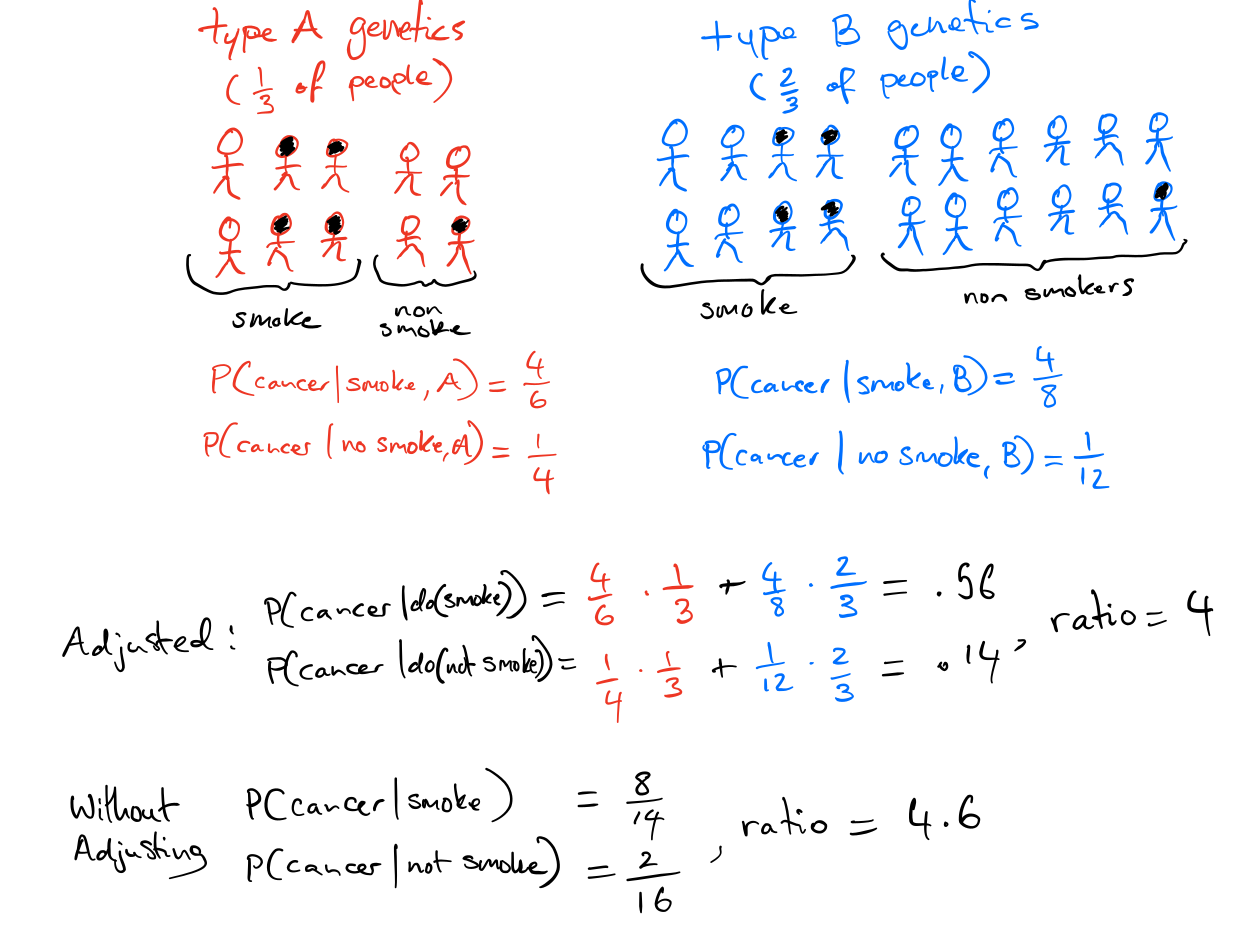 type A genetics
(1/3 of people)
type B genetics
(2/3 of people)
smoke
non
smoke
smoke
non smokers
P(cancer|smoke, A) = 4/6
P(cancer | no smoke, A) = 1/4
P(cancer | smoke, B) = 4/8
P(cancer | no smoke, B) = 1/12
Adjusted:
P(cancer |do(smoke)) = 4/6 · 1/3 + 4/8 · 2/3 = .56
P(cancer |do(not smoke)) = 1/4 · 1/3 + 1/12 · 2/3 = .14
, ratio = 4
Without
Adjusting
P(cancer | smoke) = 8/14
P(cancer | not smoke) = 2/16
, ratio = 4.6